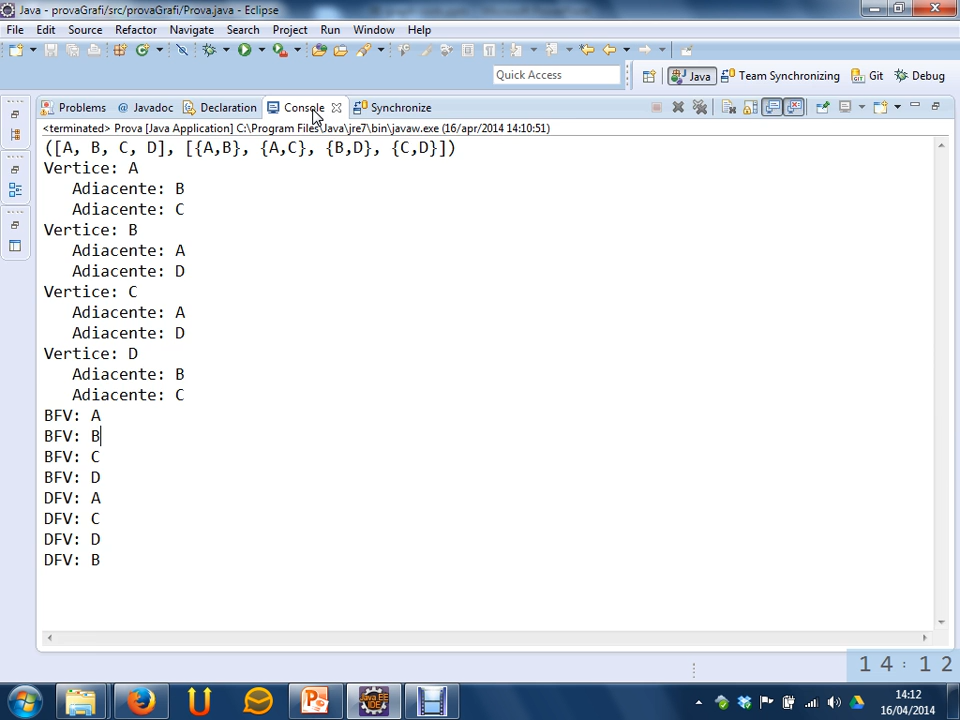 Java - provaGrafi/src/provaGrafi/Prova.java - Eclipse
File Edit Source Refactor Navigate Search Project Run Window Help
Quick Access
Java Team Synchronizing Git Debug
Problems @ Javadoc Declaration Console Synchronize
<terminated> Prova [Java Application] C:\Program Files\Java\jre7\bin\javaw.exe (16/apr/2014 14:10:51)
([A, B, C, D], [{A,B}, {A,C}, {B,D}, {C,D}])
Vertice: A
Adiacente: B
Adiacente: C
Vertice: B
Adiacente: A
Adiacente: D
Vertice: C
Adiacente: A
Adiacente: D
Vertice: D
Adiacente: B
Adiacente: C
BFV: A
BFV: B
BFV: C
BFV: D
DFV: A
DFV: C
DFV: D
DFV: B
14:12
Java EE
IDE
14:12
16/04/2014